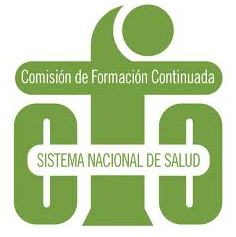 Comisión de Formación Continuada
SISTEMA NACIONAL DE SALUD